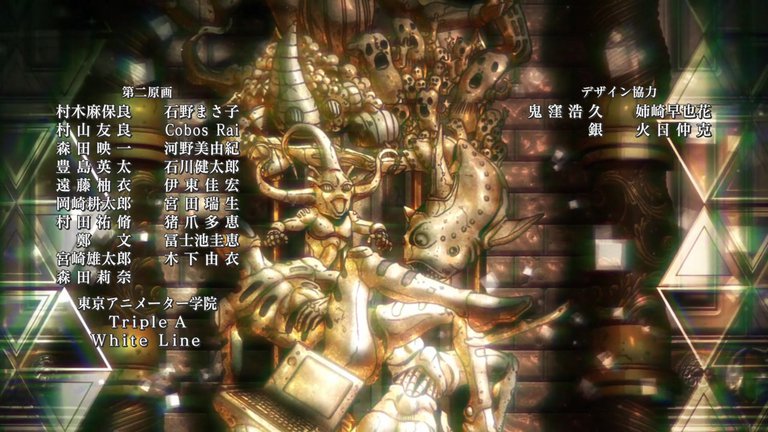 第二原画
村木麻保良 石野まさ子
村山友良 Cobos Rai
森田映一 河野美由紀
豊島英太 石川健太郎
遠藤柚衣 伊東佳宏
岡崎耕太郎 宮田瑞生
村田祐脩 猪爪多恵
鄭 文 冨士池圭恵
宮崎雄太郎 木下由衣
森田莉奈
東京アニメーター学院
Triple A
White Line
デザイン協力
鬼窪浩久 姉崎早也花
銀 火田仲克